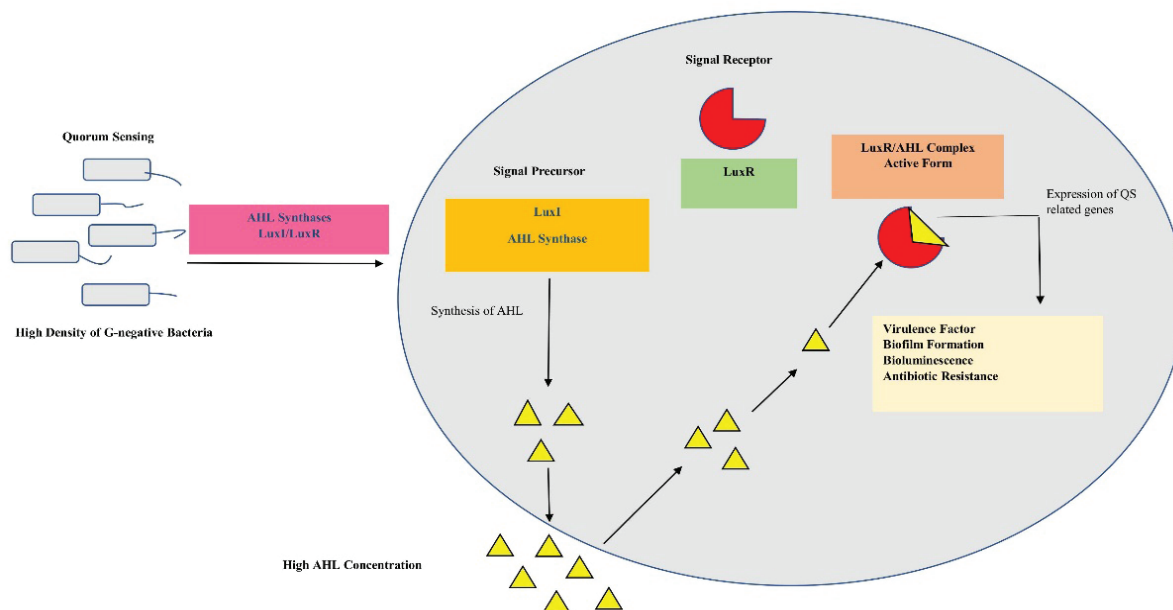 Quorum Sensing
High Density of G-negative Bacteria
AHL Synthases
LuxI/LuxR
Signal Precursor
LuxI
AHL Synthase
Synthesis of AHL
High AHL Concentration
Signal Receptor
LuxR
LuxR/AHL Complex
Active Form
Expression of QS
related genes
Virulence Factor
Biofilm Formation
Bioluminescence
Antibiotic Resistance